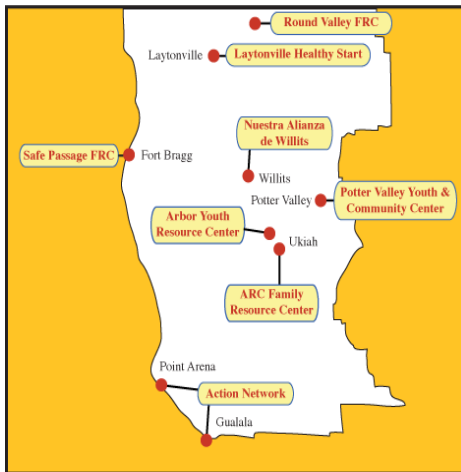 Round Valley FRC
Laytonville
Laytonville Healthy Start
Nuestra Alianza
de Willits
Safe Passage FRC
Fort Bragg
Willits
Potter Valley
Potter Valley Youth &
Community Center
Arbor Youth
Resource Center
Ukiah
ARC Family
Resource Center
Point Arena
Action Network
Gualala